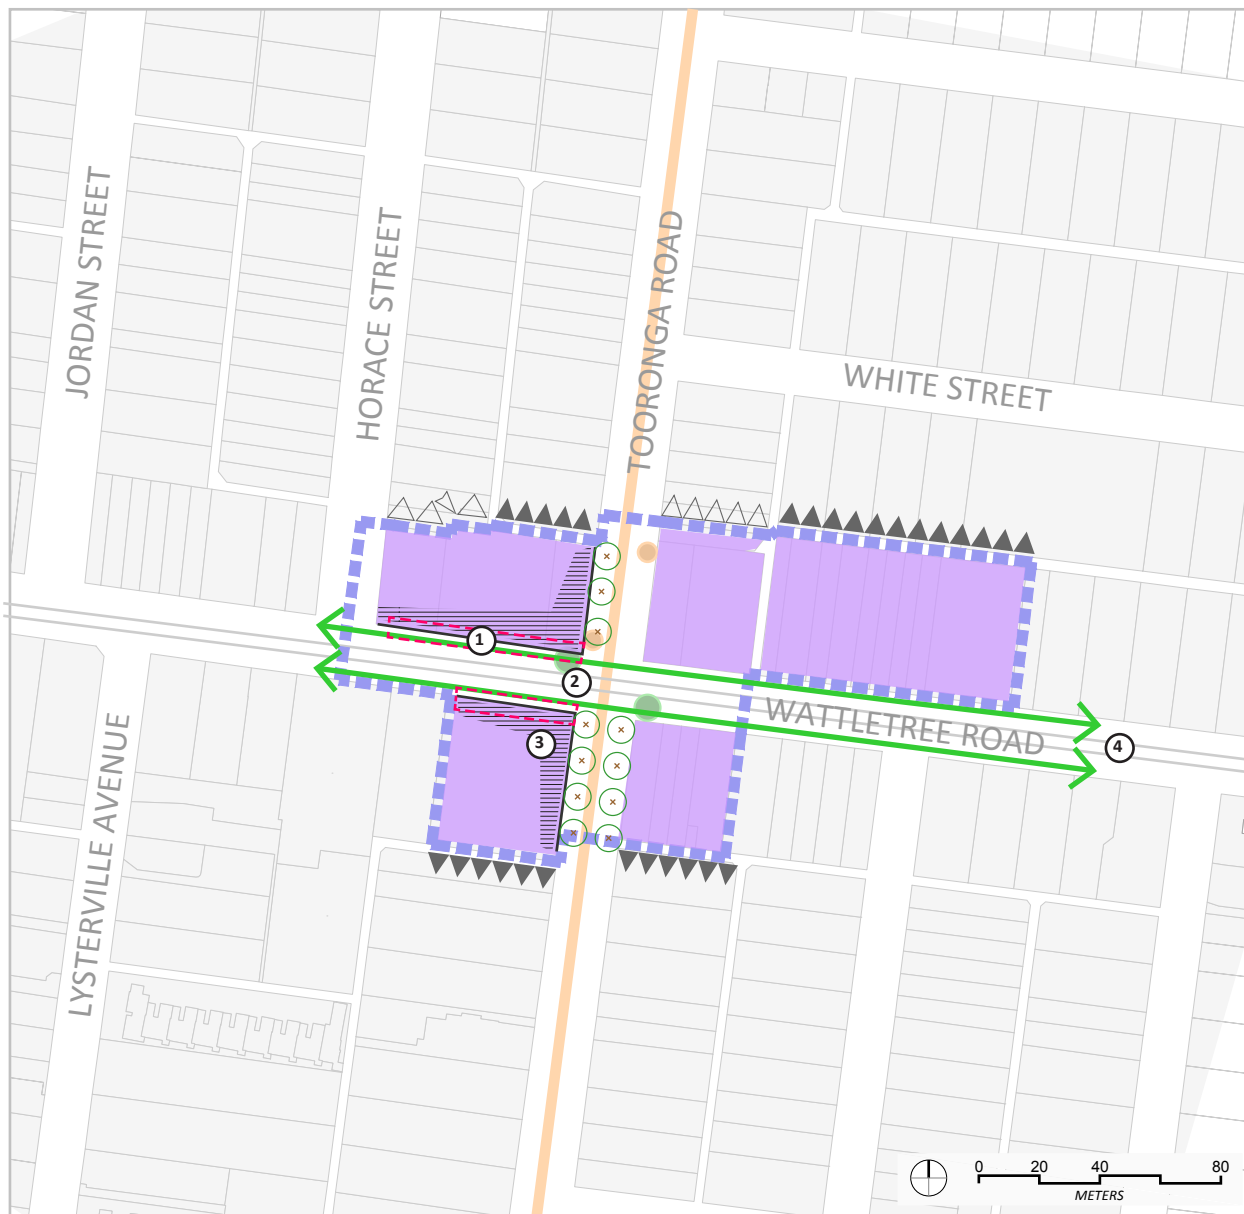 JORDAN STREET
HORACE STREET
TOORONGA ROAD
WHITE STREET
1
2
3
WATTLETREE ROAD
4
LYSTERVILLE AVENUE
0 20 40 80
METERS